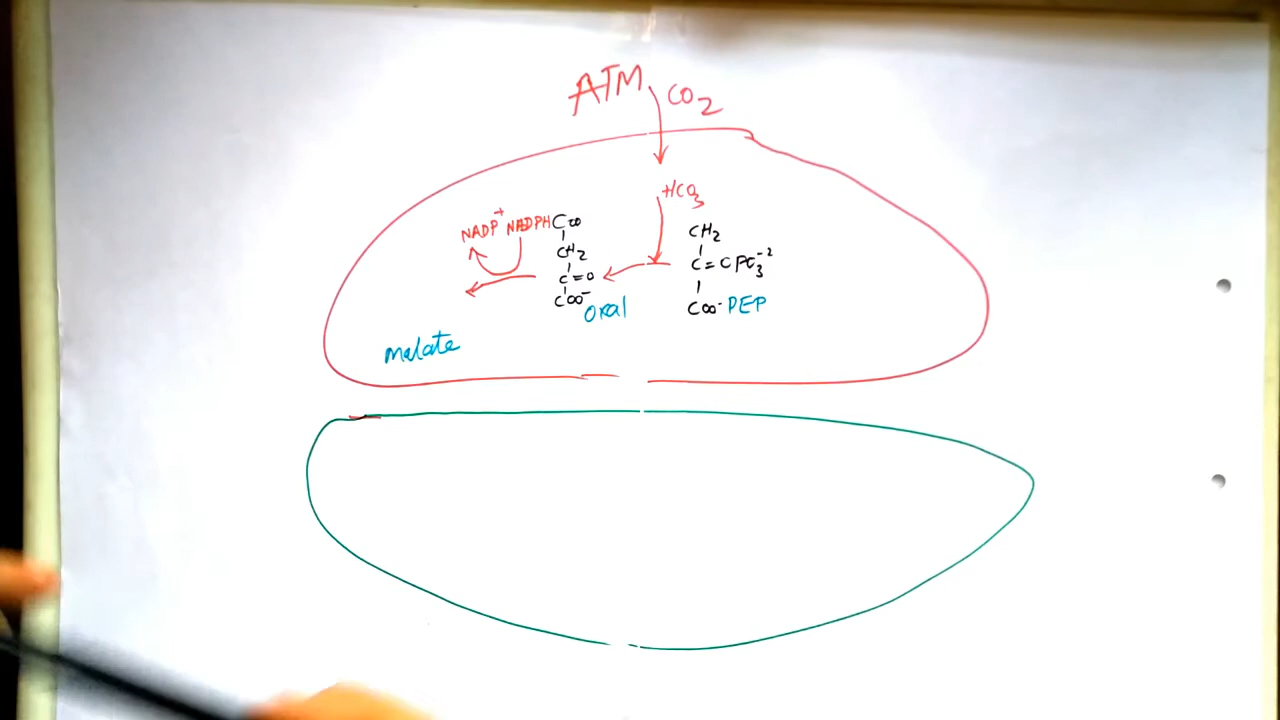 ATM CO2
HCO3
NADP+ NADPH
COO
CH2
C=O
COO-
Oxal
CH2
C=CPO3-2
COO- PEP
malate